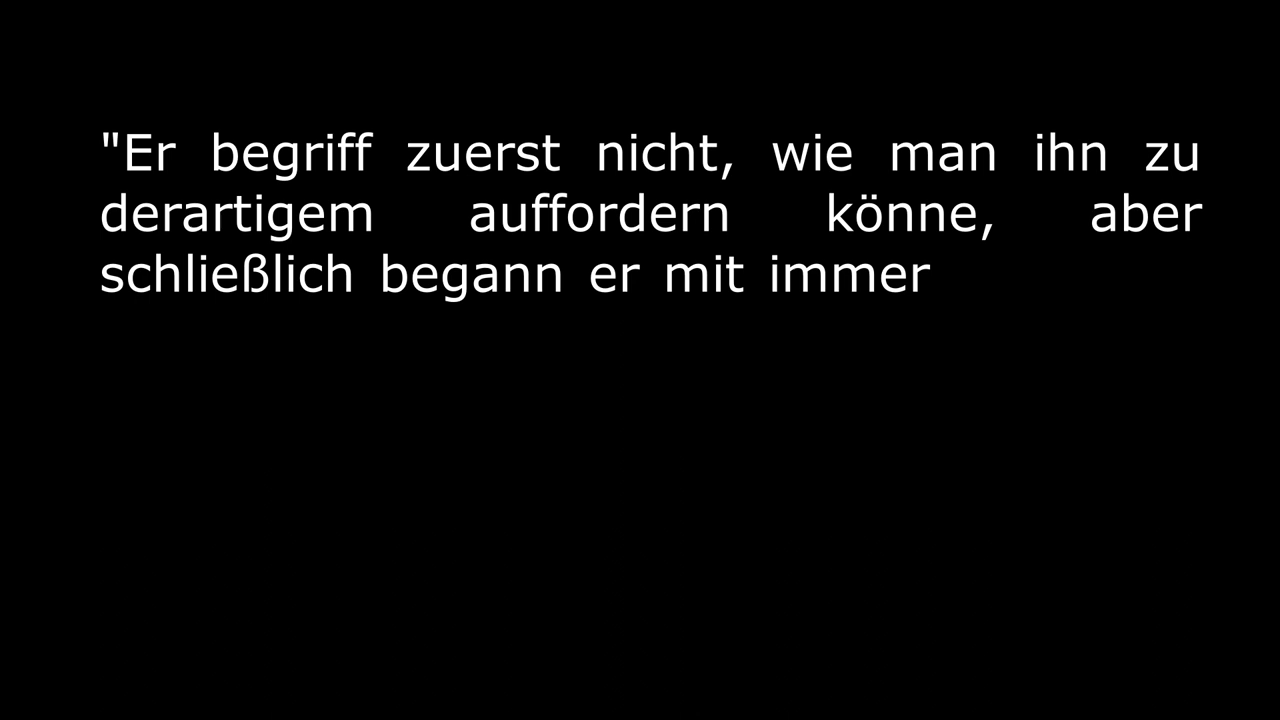 "Er begriff zuerst nicht, wie man ihn zu
derartigem auffordern könne, aber
schließlich begann er mit immer